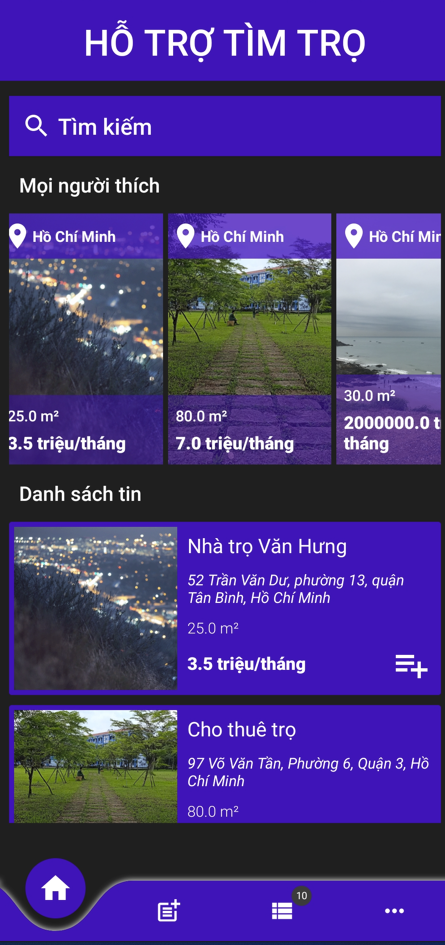 HỖ TRỢ TÌM TRỌ
Tìm kiếm
Mọi người thích
Hồ Chí Minh
25.0 m²
3.5 triệu/tháng
Hồ Chí Minh
80.0 m²
7.0 triệu/tháng
Hồ Chí Mi
30.0 m²
2000000.0 t
tháng
Danh sách tin
Nhà trọ Văn Hưng
52 Trần Văn Dư, phường 13, quận
Tân Bình, Hồ Chí Minh
25.0 m²
3.5 triệu/tháng
Cho thuê trọ
97 Võ Văn Tần, Phường 6, Quận 3, Hồ
Chí Minh
80.0 m²
10